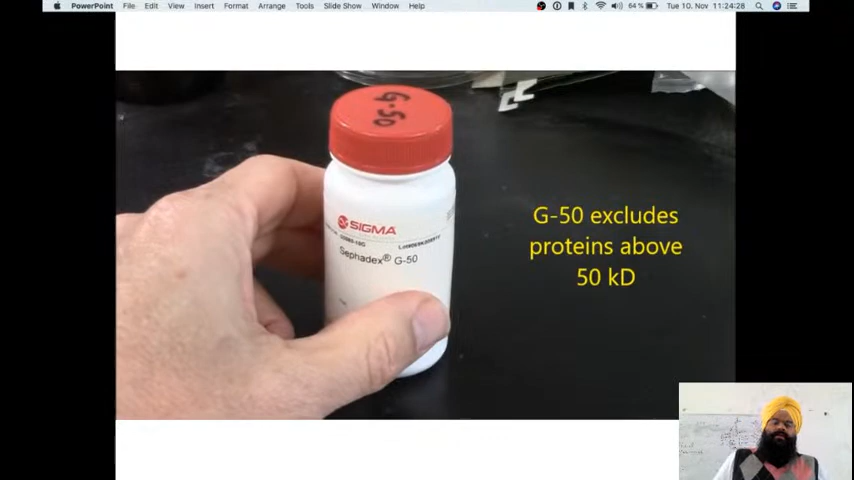 PowerPoint File Edit View Insert Format Arrange Tools Slide Show Window Help 64 % Tue 10. Nov 11:24:28
G-50
SIGMA
Sephadex® G-50
G-50 excludes
proteins above
50 kD